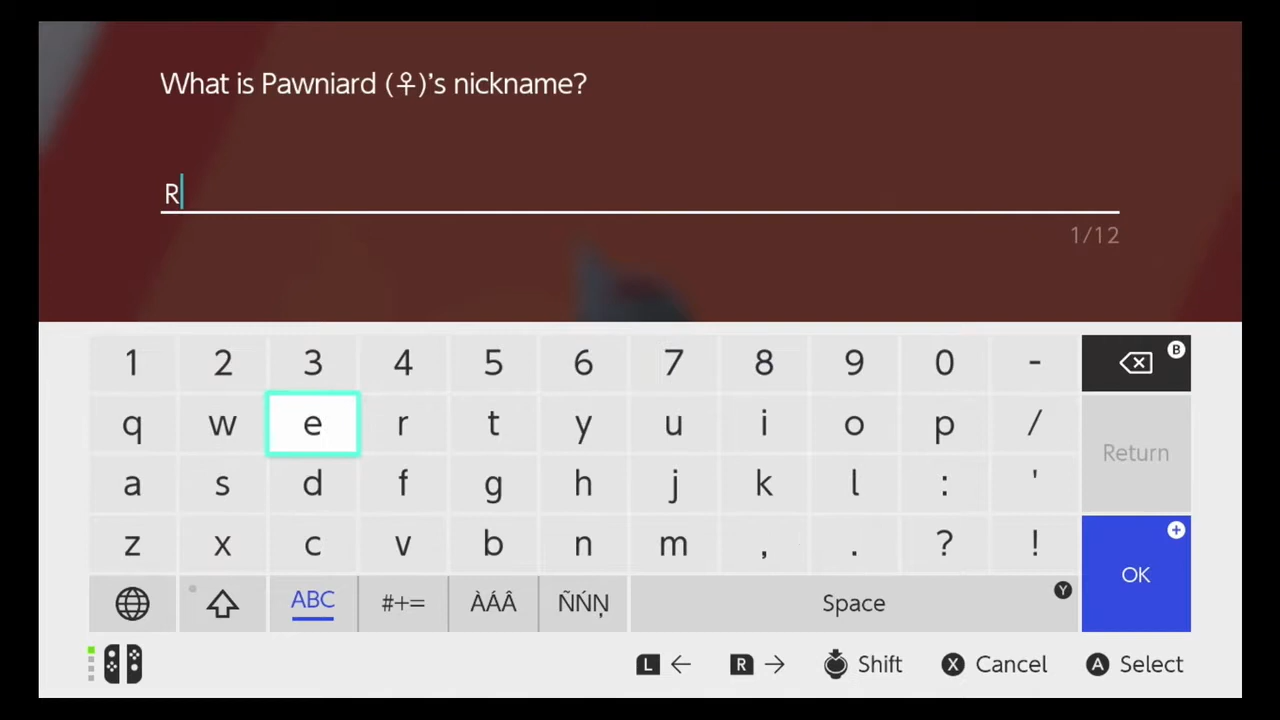 What is Pawniard (♀)'s nickname?
R
1/12
1 2 3 4 5 6 7 8 9 0 -
B
q w e r t y u i o p /
Return
a s d f g h j k l : '
z x c v b n m , . ? !
+
OK
ABC #+= ÀÁÂ ÑŃŅ Space Y
L ← R → Shift X Cancel A Select